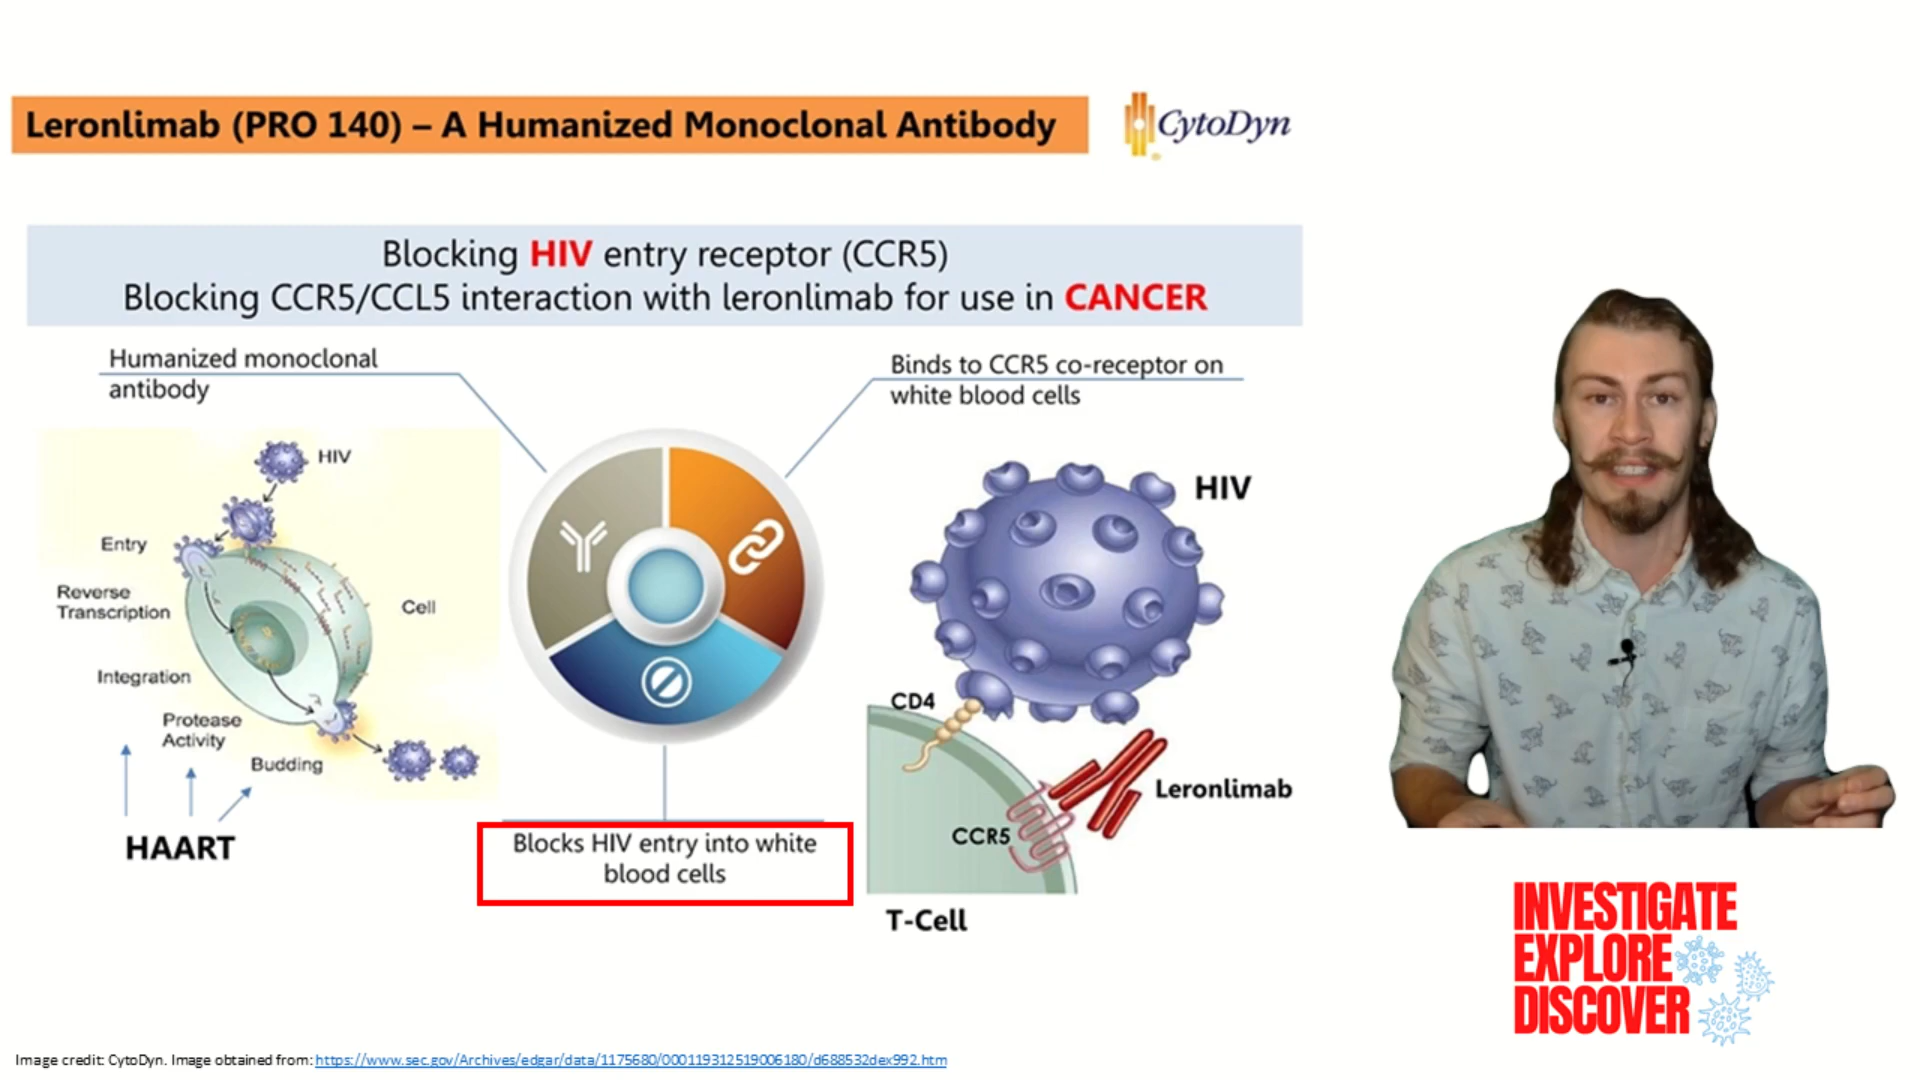 Leronlimab (PRO 140) – A Humanized Monoclonal Antibody
CytoDyn
Blocking HIV entry receptor (CCR5)
Blocking CCR5/CCL5 interaction with leronlimab for use in CANCER
Humanized monoclonal
antibody
Binds to CCR5 co-receptor on
white blood cells
HIV
Entry
Reverse
Transcription
Cell
Integration
Protease
Activity
Budding
HAART
Blocks HIV entry into white
blood cells
HIV
CD4
Leronlimab
CCR5
T-Cell
INVESTIGATE
EXPLORE
DISCOVER
Image credit: CytoDyn. Image obtained from: https://www.sec.gov/Archives/edgar/data/1175680/000119312519006180/d688532dex992.htm